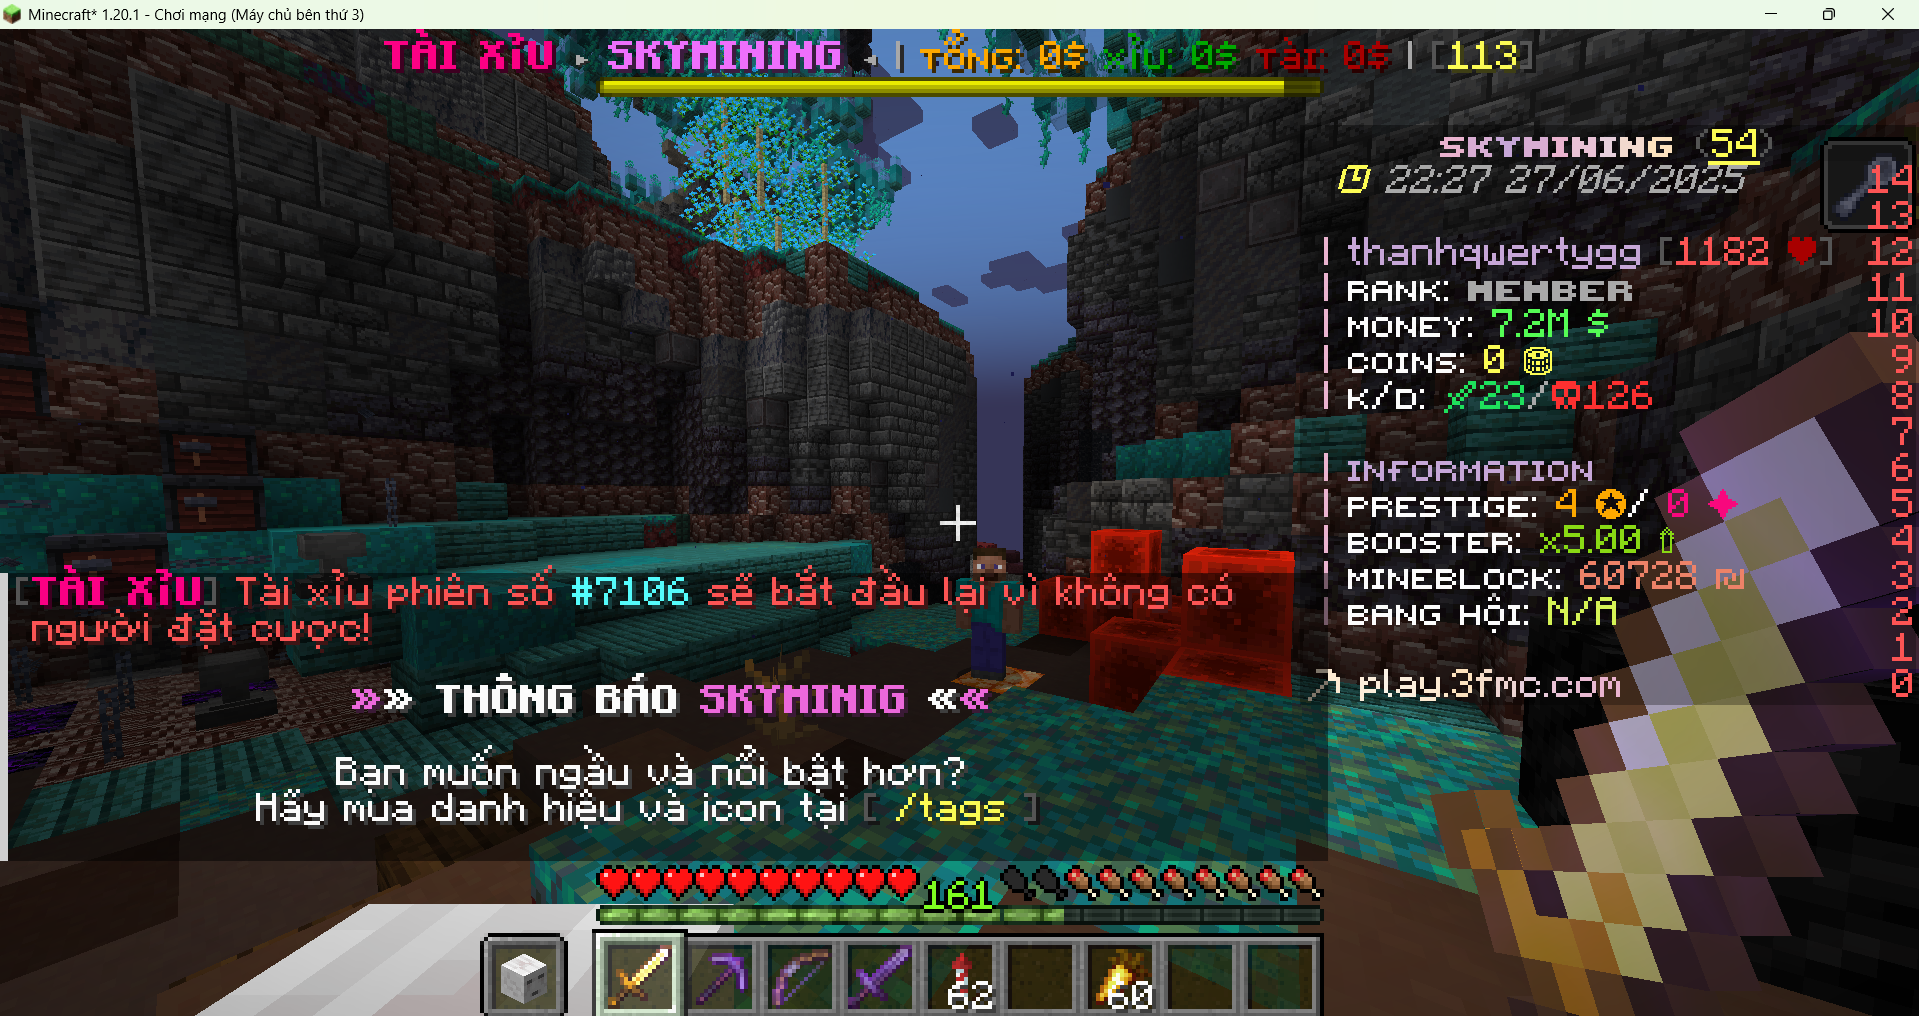 Minecraft* 1.20.1 - Chơi mạng (Máy chủ bên thứ 3)
TÀI XỈU ▸ SKYMINING ◂ | TỔNG: 0$ XỈU: 0$ TÀI: 0$ | [113]
SKYMINING (54)
22:27 27/06/2025 14
13
thanhqwertygg [1182 ❤] 12
RANK: MEMBER 11
MONEY: 7.2M $ 10
COINS: 0 9
K/D: 23/126 8
7
INFORMATION 6
PRESTIGE: 4 / 0 5
BOOSTER: x5.00 ⇧ 4
MINEBLOCK: 60728 ₪ 3
BANG HỘI: N/A 2
1
play.3fmc.com 0
[TÀI XỈU] Tài xỉu phiên số #7106 sẽ bắt đầu lại vì không có
người đặt cược!
»» THÔNG BÁO SKYMINIG ««
Bạn muốn ngầu và nổi bật hơn?
Hãy mua danh hiệu và icon tại [ /tags ]
161
62
60